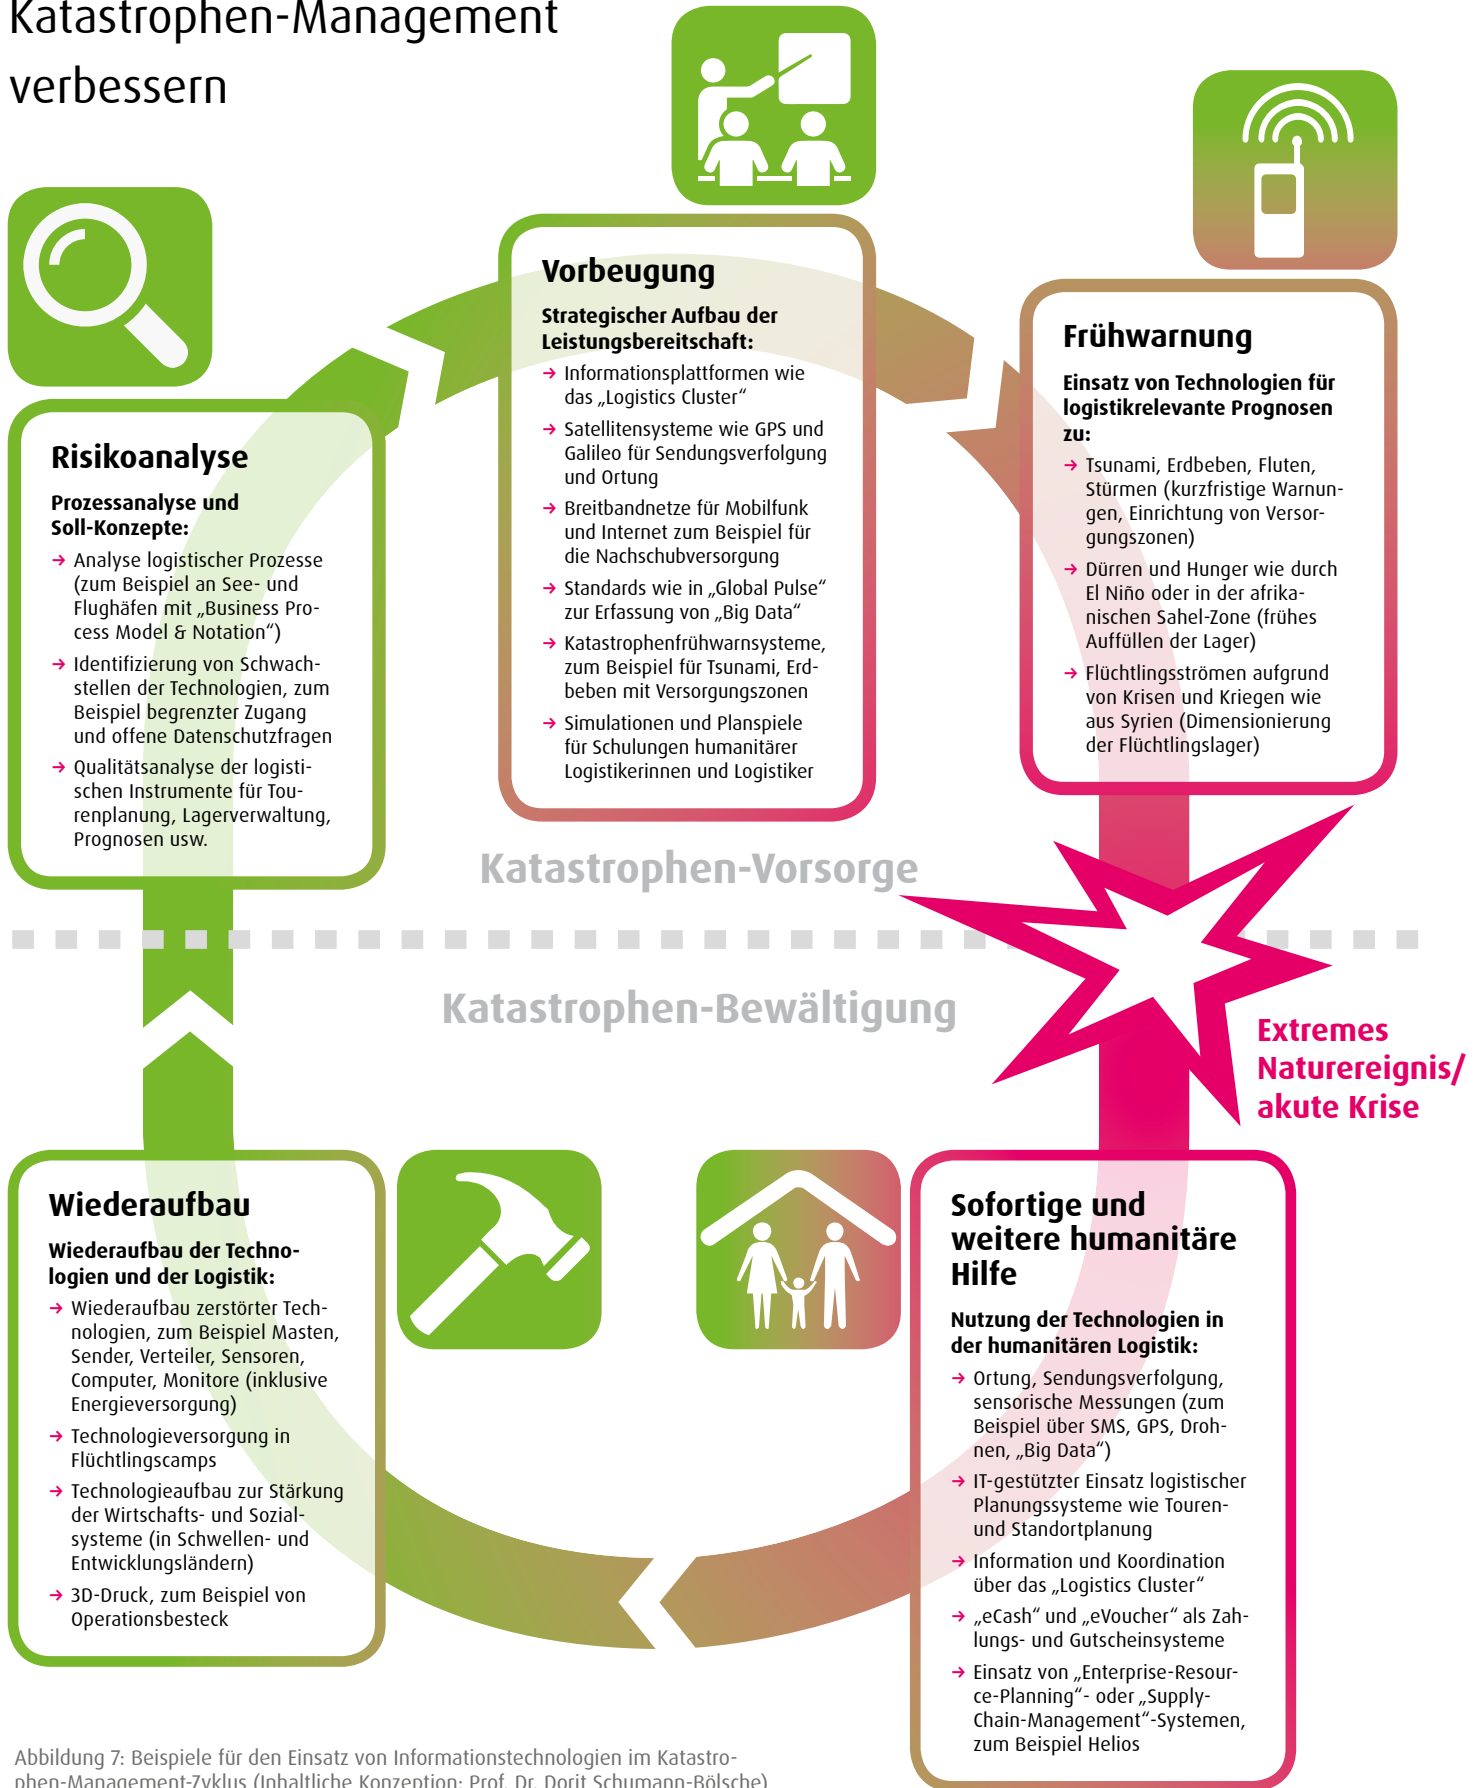 Katastrophen-Management
verbessern
Risikoanalyse
Prozessanalyse und
Soll-Konzepte:
→ Analyse logistischer Prozesse
(zum Beispiel an See- und
Flughäfen mit „Business Pro-
cess Model & Notation“)
→ Identifizierung von Schwach-
stellen der Technologien, zum
Beispiel begrenzter Zugang
und offene Datenschutzfragen
→ Qualitätsanalyse der logisti-
schen Instrumente für Tou-
renplanung, Lagerverwaltung,
Prognosen usw.
Vorbeugung
Strategischer Aufbau der
Leistungsbereitschaft:
→ Informationsplattformen wie
das „Logistics Cluster“
→ Satellitensysteme wie GPS und
Galileo für Sendungsverfolgung
und Ortung
→ Breitbandnetze für Mobilfunk
und Internet zum Beispiel für
die Nachschubversorgung
→ Standards wie in „Global Pulse“
zur Erfassung von „Big Data“
→ Katastrophenfrühwarnsysteme,
zum Beispiel für Tsunami, Erd-
beben mit Versorgungszonen
→ Simulationen und Planspiele
für Schulungen humanitärer
Logistikerinnen und Logistiker
Frühwarnung
Einsatz von Technologien für
logistikrelevante Prognosen
zu:
→ Tsunami, Erdbeben, Fluten,
Stürmen (kurzfristige Warnun-
gen, Einrichtung von Versor-
gungszonen)
→ Dürren und Hunger wie durch
El Niño oder in der afrika-
nischen Sahel-Zone (frühes
Auffüllen der Lager)
→ Flüchtlingsströmen aufgrund
von Krisen und Kriegen wie
aus Syrien (Dimensionierung
der Flüchtlingslager)
Katastrophen-Vorsorge
Katastrophen-Bewältigung
Extremes
Naturereignis/
akute Krise
Wiederaufbau
Wiederaufbau der Techno-
logien und der Logistik:
→ Wiederaufbau zerstörter Tech-
nologien, zum Beispiel Masten,
Sender, Verteiler, Sensoren,
Computer, Monitore (inklusive
Energieversorgung)
→ Technologieversorgung in
Flüchtlingscamps
→ Technologieaufbau zur Stärkung
der Wirtschafts- und Sozial-
systeme (in Schwellen- und
Entwicklungsländern)
→ 3D-Druck, zum Beispiel von
Operationsbesteck
Sofortige und
weitere humanitäre
Hilfe
Nutzung der Technologien in
der humanitären Logistik:
→ Ortung, Sendungsverfolgung,
sensorische Messungen (zum
Beispiel über SMS, GPS, Droh-
nen, „Big Data“)
→ IT-gestützter Einsatz logistischer
Planungssysteme wie Touren-
und Standortplanung
→ Information und Koordination
über das „Logistics Cluster“
→ „eCash“ und „eVoucher“ als Zah-
lungs- und Gutscheinsysteme
→ Einsatz von „Enterprise-Resour-
ce-Planning“- oder „Supply-
Chain-Management“-Systemen,
zum Beispiel Helios
Abbildung 7: Beispiele für den Einsatz von Informationstechnologien im Katastro-
phen-Management-Zyklus (Inhaltliche Konzeption: Prof. Dr. Dorit Schumann-Bölsche)